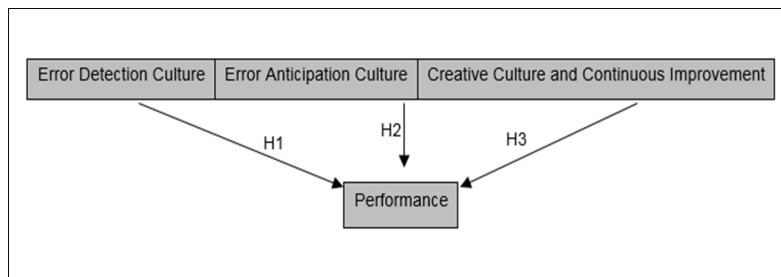 Error Detection Culture
Error Anticipation Culture
Creative Culture and Continuous Improvement
H1
H2
H3
Performance